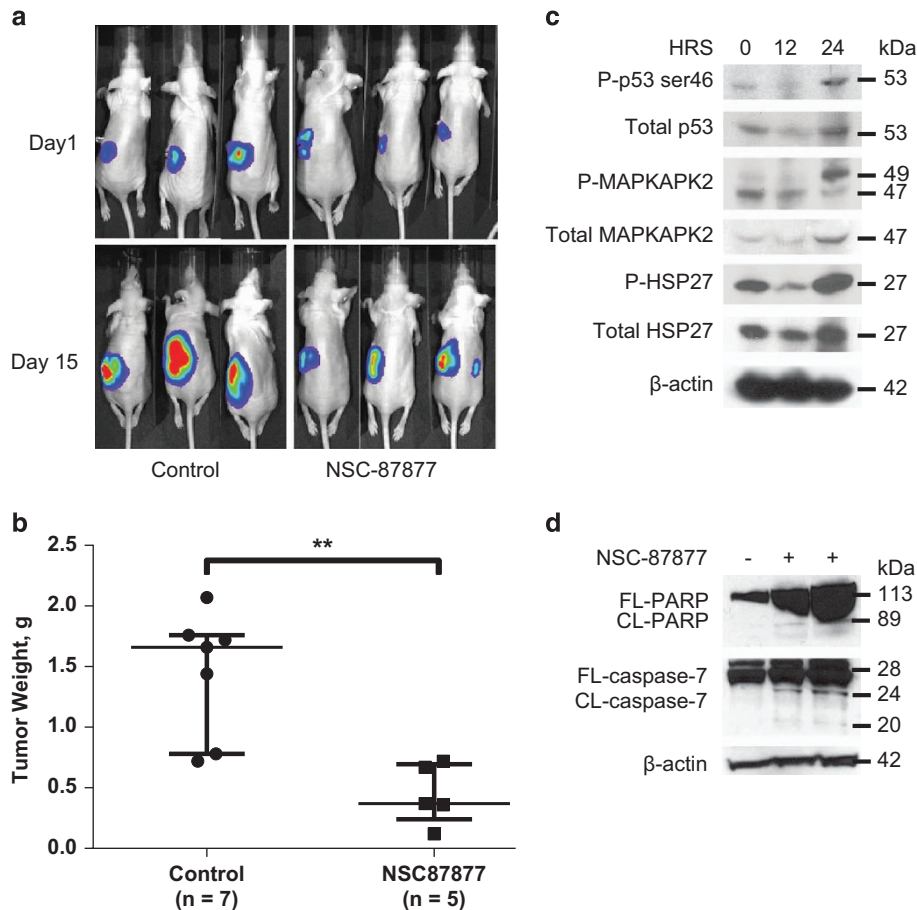 a
Day1
Day 15
Control NSC-87877
b
**
Tumor Weight, g
2.5
2.0
1.5
1.0
0.5
0.0
Control
(n = 7)
NSC87877
(n = 5)
c
HRS 0 12 24 kDa
P-p53 ser46 53
Total p53 53
P-MAPKAPK2 49
47
Total MAPKAPK2 47
P-HSP27 27
Total HSP27 27
β-actin 42
d
NSC-87877 - + + kDa
FL-PARP 113
CL-PARP 89
FL-caspase-7 28
CL-caspase-7 24
20
β-actin 42